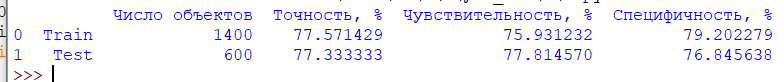 Число объектов Точность, % Чувствительность, % Специфичность, %
0 Train 1400 77.571429 75.931232 79.202279
1 Test 600 77.333333 77.814570 76.845638
>>>